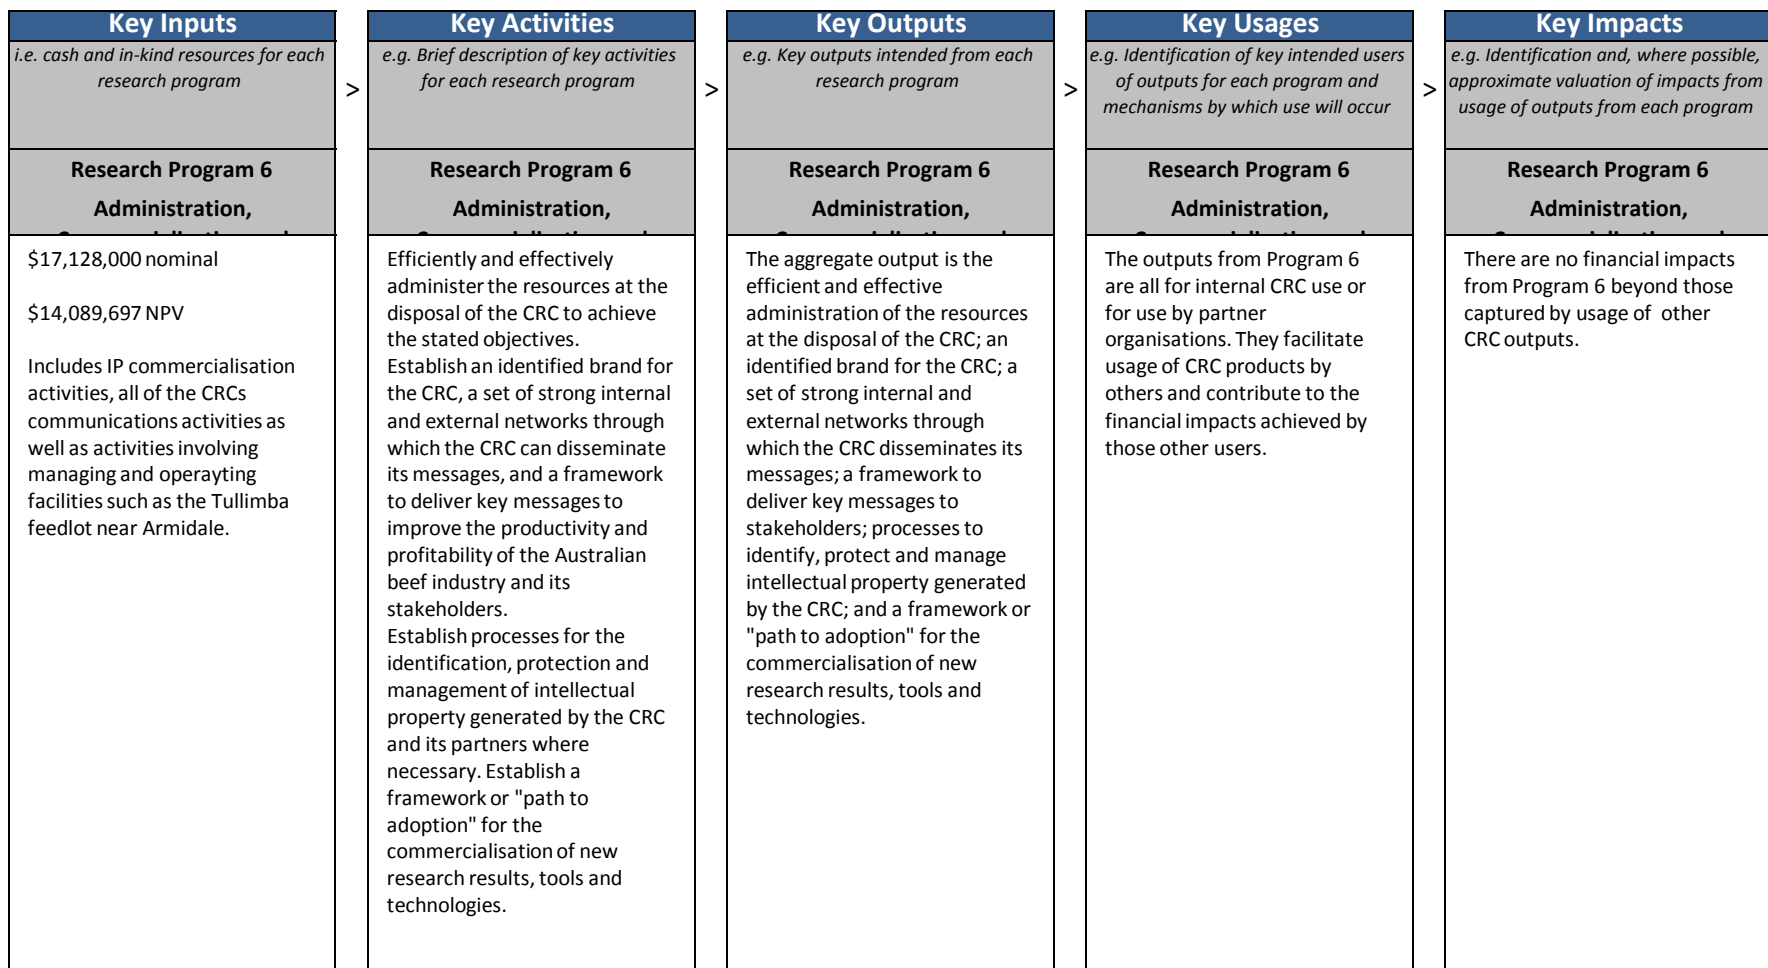 Key Inputs
i.e. cash and in-kind resources for each
research program
Research Program 6
Administration,
$17,128,000 nominal
$14,089,697 NPV
Includes IP commercialisation
activities, all of the CRCs
communications activities as
well as activities involving
managing and operayting
facilities such as the Tullimba
feedlot near Armidale.
>
Key Activities
e.g. Brief description of key activities
for each research program
Research Program 6
Administration,
Efficiently and effectively
administer the resources at the
disposal of the CRC to achieve
the stated objectives.
Establish an identified brand for
the CRC, a set of strong internal
and external networks through
which the CRC can disseminate
its messages, and a framework
to deliver key messages to
improve the productivity and
profitability of the Australian
beef industry and its
stakeholders.
Establish processes for the
identification, protection and
management of intellectual
property generated by the CRC
and its partners where
necessary. Establish a
framework or "path to
adoption" for the
commercialisation of new
research results, tools and
technologies.
>
Key Outputs
e.g. Key outputs intended from each
research program
Research Program 6
Administration,
The aggregate output is the
efficient and effective
administration of the resources
at the disposal of the CRC; an
identified brand for the CRC; a
set of strong internal and
external networks through
which the CRC disseminates its
messages; a framework to
deliver key messages to
stakeholders; processes to
identify, protect and manage
intellectual property generated
by the CRC; and a framework or
"path to adoption" for the
commercialisation of new
research results, tools and
technologies.
>
Key Usages
e.g. Identification of key intended users
of outputs for each program and
mechanisms by which use will occur
Research Program 6
Administration,
The outputs from Program 6
are all for internal CRC use or
for use by partner
organisations. They facilitate
usage of CRC products by
others and contribute to the
financial impacts achieved by
those other users.
>
Key Impacts
e.g. Identification and, where possible,
approximate valuation of impacts from
usage of outputs from each program
Research Program 6
Administration,
There are no financial impacts
from Program 6 beyond those
captured by usage of other
CRC outputs.